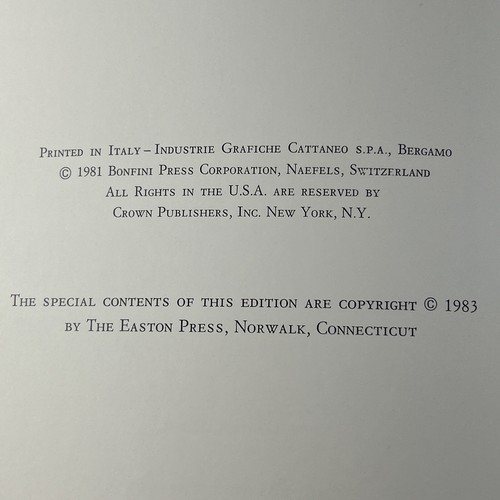 Printed in Italy – Industrie Grafiche Cattaneo s.p.a., Bergamo
© 1981 Bonfini Press Corporation, Naefels, Switzerland
All Rights in the U.S.A. are reserved by
Crown Publishers, Inc. New York, N.Y.
The special contents of this edition are copyright © 1983
by The Easton Press, Norwalk, Connecticut